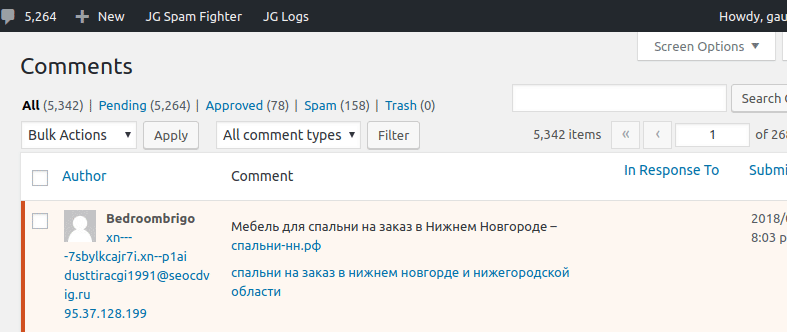 5,264 New JG Spam Fighter JG Logs Howdy, gau
Screen Options
Comments
All (5,342) | Pending (5,264) | Approved (78) | Spam (158) | Trash (0)
Search
Bulk Actions Apply All comment types Filter 5,342 items « ‹ 1 of 268
Author Comment In Response To Submi
Bedroombrigo
xn---
-7sbylkcajr7i.xn--p1ai
dusttiracgi1991@seocdv
ig.ru
95.37.128.199
Мебель для спальни на заказ в Нижнем Новгороде –
спальни-нн.рф
спальни на заказ в нижнем новгорде и нижегородской
области
2018/
8:03 p